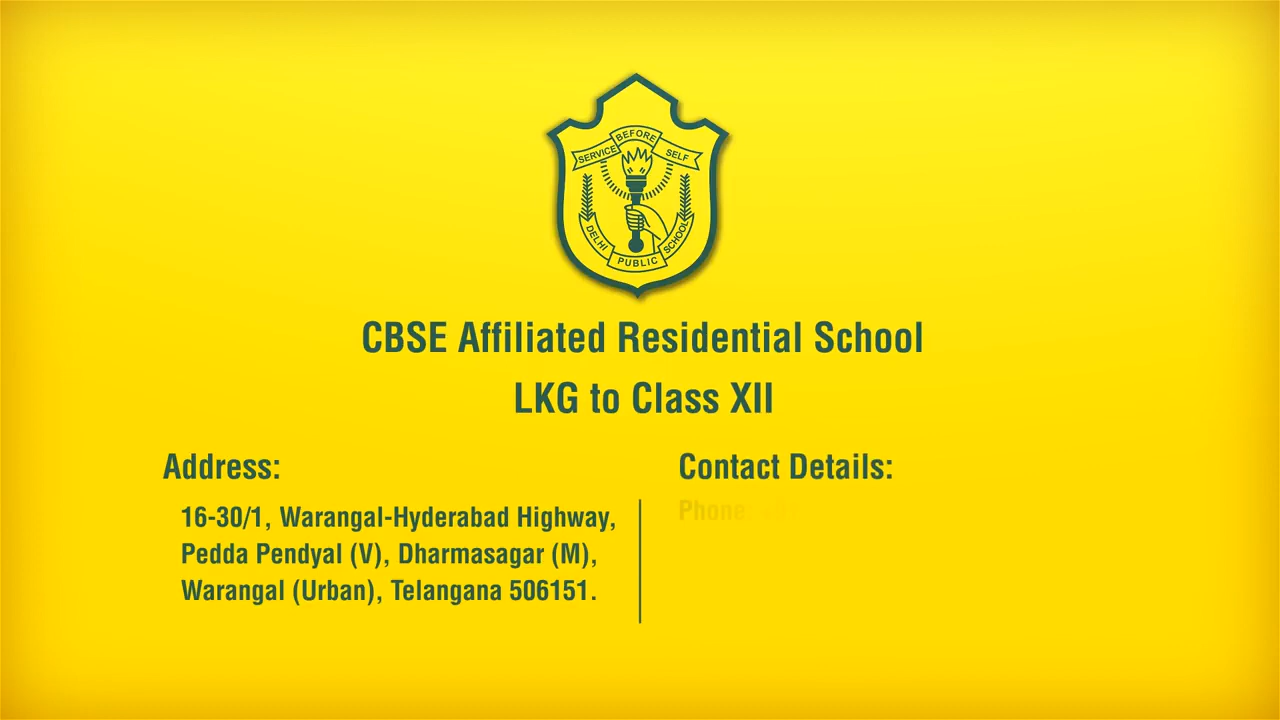 SERVICE BEFORE SELF
DELHI PUBLIC SCHOOL
CBSE Affiliated Residential School
LKG to Class XII
Address:
16-30/1, Warangal-Hyderabad Highway,
Pedda Pendyal (V), Dharmasagar (M),
Warangal (Urban), Telangana 506151.
Contact Details:
Phone: